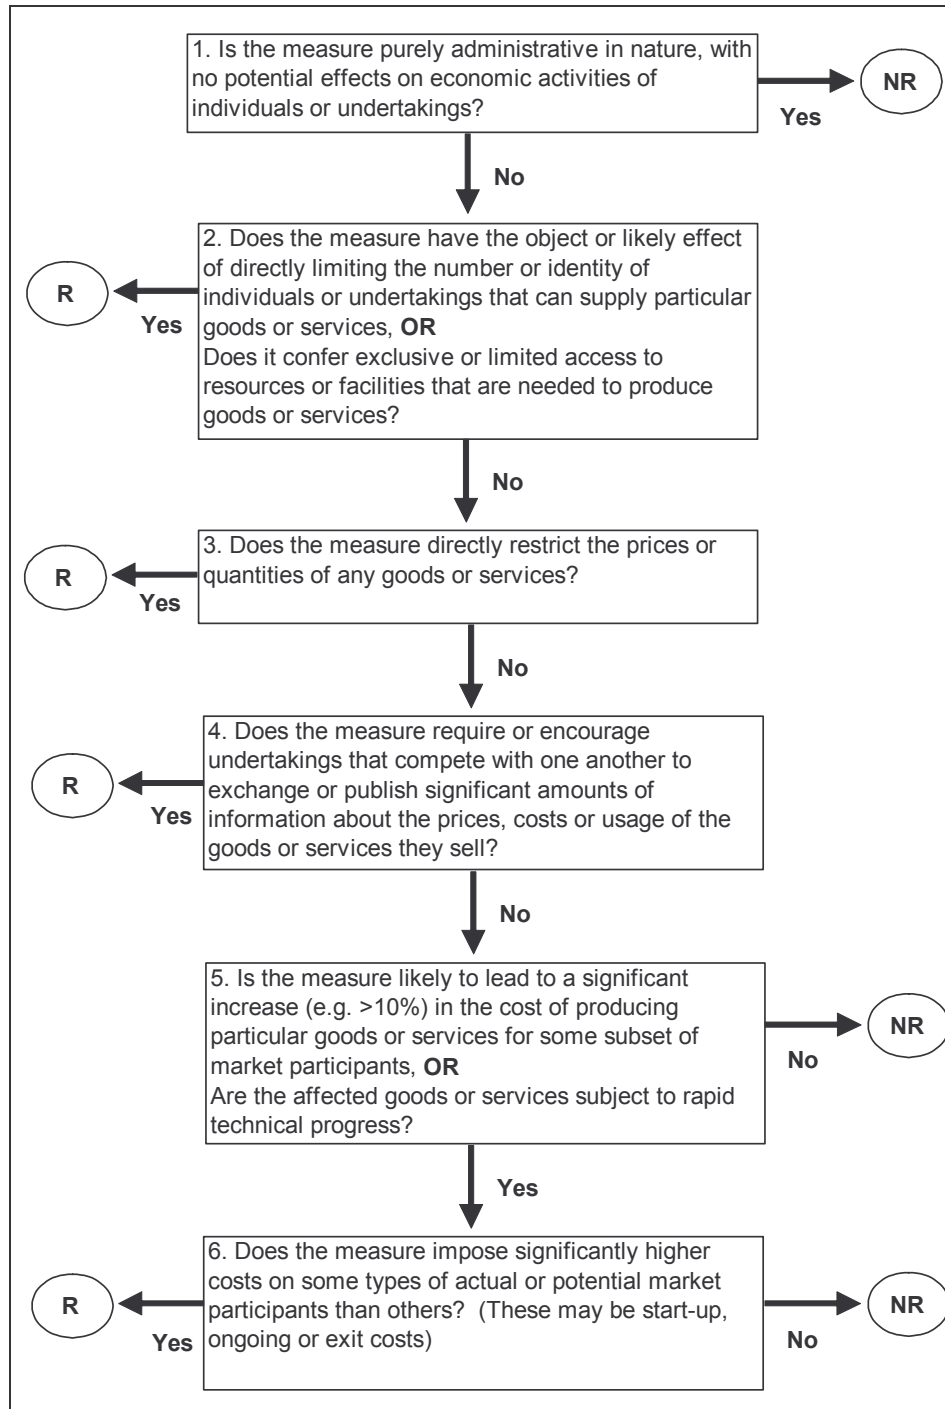 1. Is the measure purely administrative in nature, with
no potential effects on economic activities of
individuals or undertakings?
NR
Yes
No
2. Does the measure have the object or likely effect
of directly limiting the number or identity of
individuals or undertakings that can supply particular
goods or services, OR
Does it confer exclusive or limited access to
resources or facilities that are needed to produce
goods or services?
R
Yes
No
3. Does the measure directly restrict the prices or
quantities of any goods or services?
R
Yes
No
4. Does the measure require or encourage
undertakings that compete with one another to
exchange or publish significant amounts of
information about the prices, costs or usage of the
goods or services they sell?
R
Yes
No
5. Is the measure likely to lead to a significant
increase (e.g. >10%) in the cost of producing
particular goods or services for some subset of
market participants, OR
Are the affected goods or services subject to rapid
technical progress?
NR
No
Yes
6. Does the measure impose significantly higher
costs on some types of actual or potential market
participants than others?  (These may be start-up,
ongoing or exit costs)
R
Yes
NR
No